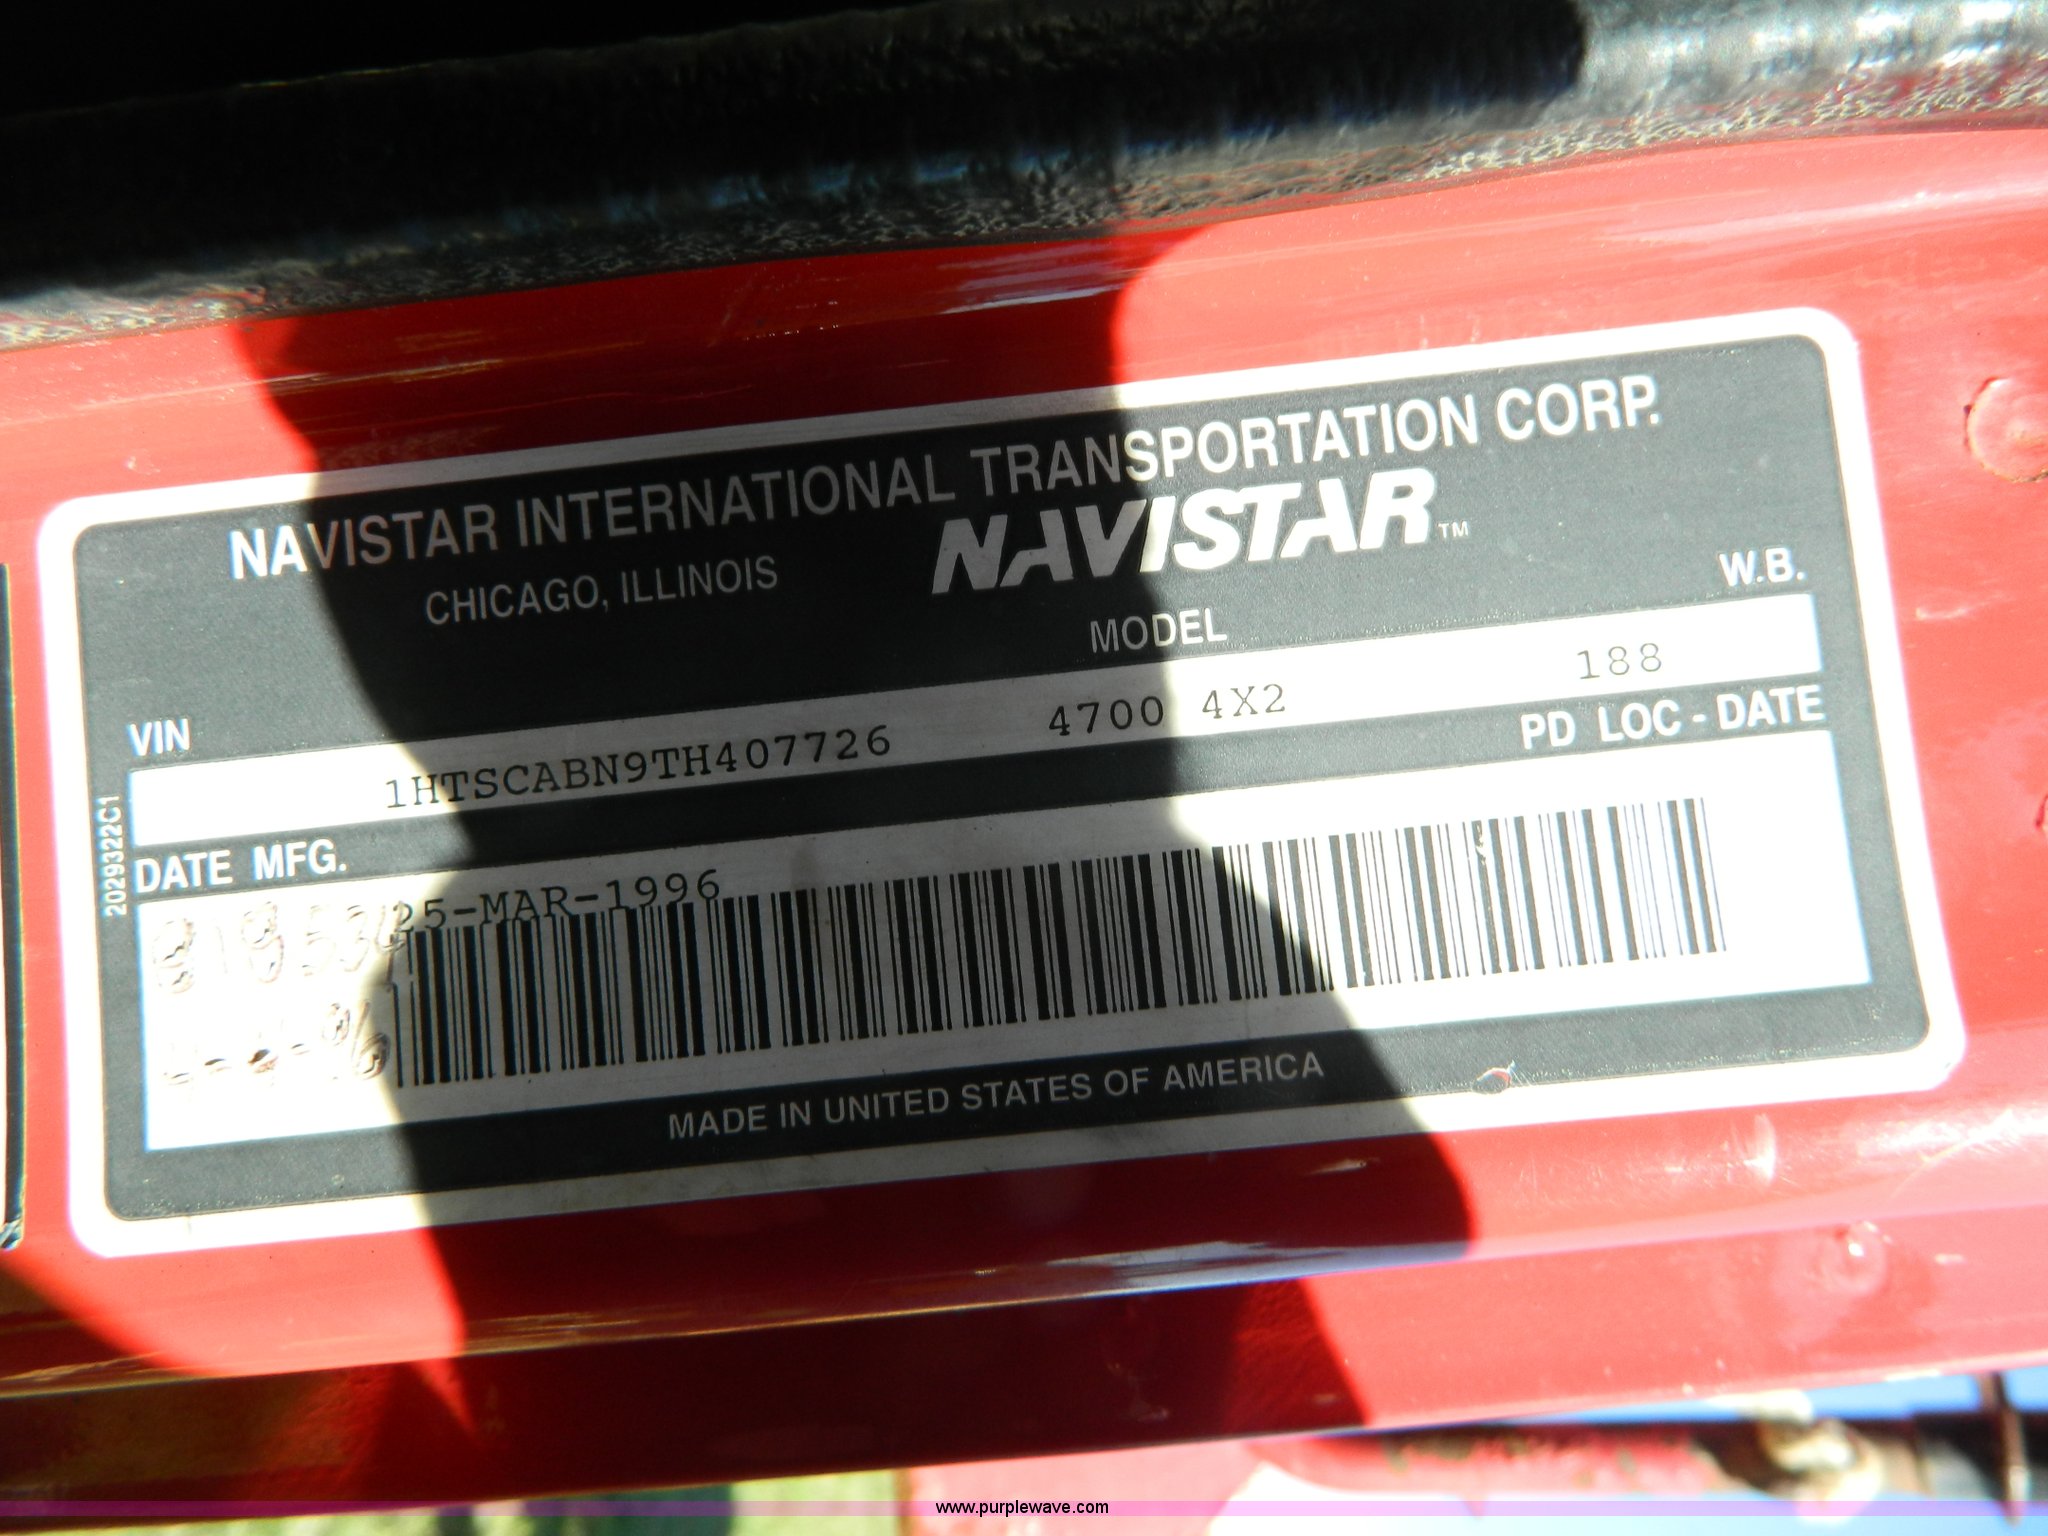 NAVISTAR INTERNATIONAL TRANSPORTATION CORP.
CHICAGO, ILLINOIS
NAVISTAR™
VIN
MODEL
W.B.
1HTSCABN9TH407726 4700 4X2 188
DATE MFG.
PD LOC - DATE
25-MAR-1996
2029322C1
MADE IN UNITED STATES OF AMERICA
www.purplewave.com